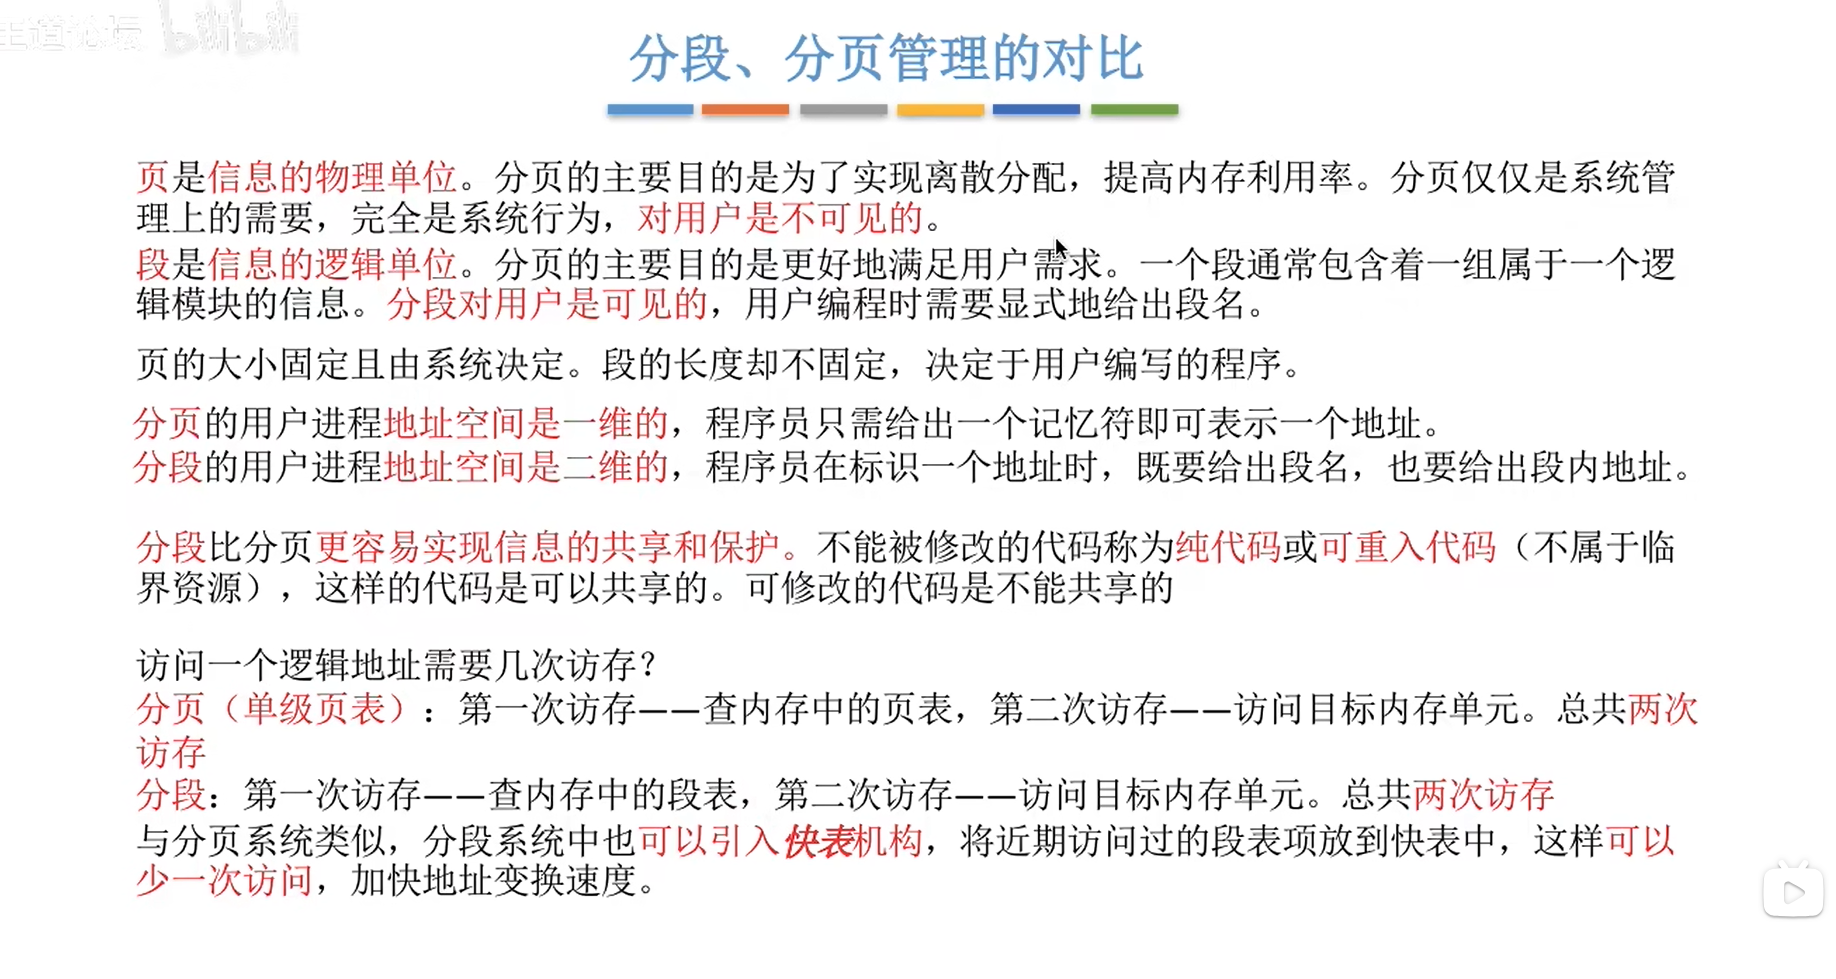 王道论坛 bilibili
分段、分页管理的对比
页是信息的物理单位。分页的主要目的是为了实现离散分配，提高内存利用率。分页仅仅是系统管
理上的需要，完全是系统行为，对用户是不可见的。
段是信息的逻辑单位。分页的主要目的是更好地满足用户需求。一个段通常包含着一组属于一个逻
辑模块的信息。分段对用户是可见的，用户编程时需要显式地给出段名。
页的大小固定且由系统决定。段的长度却不固定，决定于用户编写的程序。
分页的用户进程地址空间是一维的，程序员只需给出一个记忆符即可表示一个地址。
分段的用户进程地址空间是二维的，程序员在标识一个地址时，既要给出段名，也要给出段内地址。
分段比分页更容易实现信息的共享和保护。不能被修改的代码称为纯代码或可重入代码（不属于临
界资源），这样的代码是可以共享的。可修改的代码是不能共享的
访问一个逻辑地址需要几次访存？
分页（单级页表）：第一次访存——查内存中的页表，第二次访存——访问目标内存单元。总共两次
访存
分段：第一次访存——查内存中的段表，第二次访存——访问目标内存单元。总共两次访存
与分页系统类似，分段系统中也可以引入快表机构，将近期访问过的段表项放到快表中，这样可以
少一次访问，加快地址变换速度。